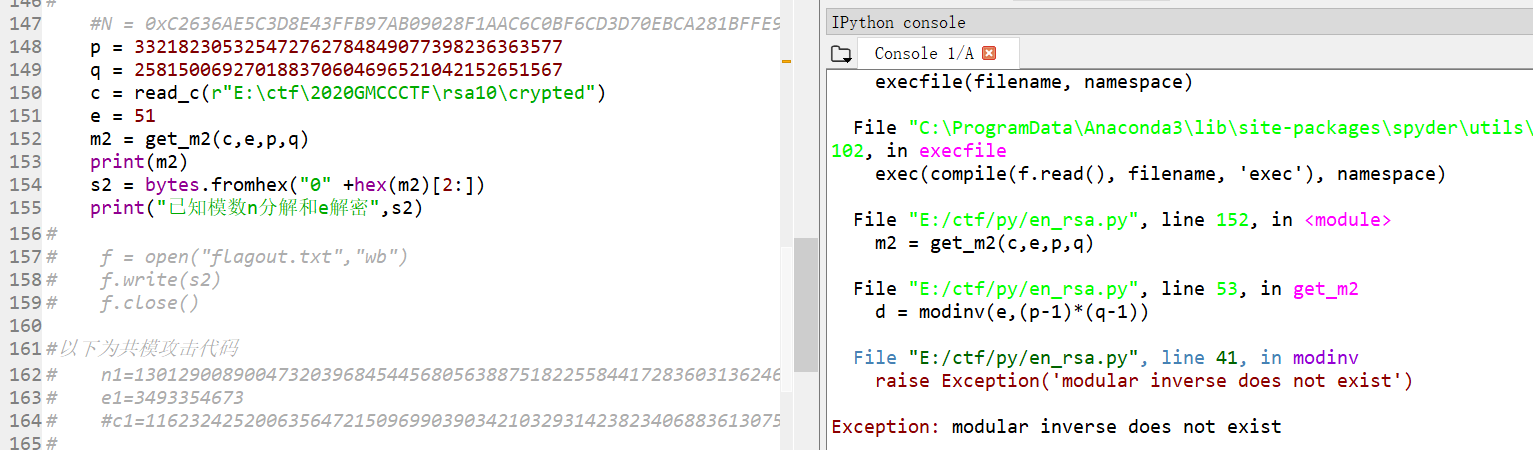 146 #
147 #N = 0xC2636AE5C3D8E43FFB97AB09028F1AAC6C0BF6CD3D70EBCA281BFFE9
148 p = 33218230532547276278484907739823636​3577
149 q = 258150069270188370604696521042152651567
150 c = read_c(r"E:\ctf\2020GMCCCTF\rsa10\crypted")
151 e = 51
152 m2 = get_m2(c,e,p,q)
153 print(m2)
154 s2 = bytes.fromhex("0" +hex(m2)[2:])
155 print("已知模数n分解和e解密",s2)
156 #
157 # f = open("flagout.txt","wb")
158 # f.write(s2)
159 # f.close()
160
161 #以下为共模攻击代码
162 # n1=13012900890047320396845445680563887518225584417283603136246
163 # e1=3493354673
164 # #c1=1162324252006356472150969903903421032931423823406883613075
165 #
IPython console
Console 1/A
execfile(filename, namespace)
File "C:\ProgramData\Anaconda3\lib\site-packages\spyder\utils\
102, in execfile
exec(compile(f.read(), filename, 'exec'), namespace)
File "E:/ctf/py/en_rsa.py", line 152, in <module>
m2 = get_m2(c,e,p,q)
File "E:/ctf/py/en_rsa.py", line 53, in get_m2
d = modinv(e,(p-1)*(q-1))
File "E:/ctf/py/en_rsa.py", line 41, in modinv
raise Exception('modular inverse does not exist')
Exception: modular inverse does not exist